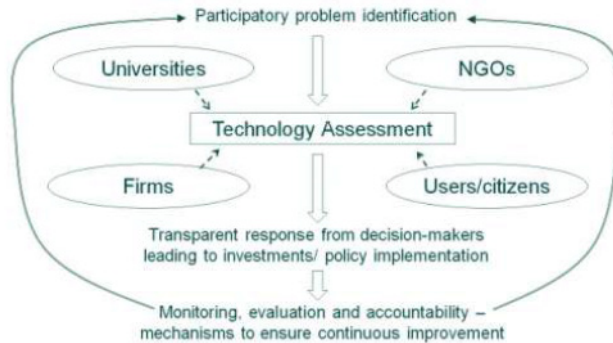 Participatory problem identification
Universities
NGOs
Technology Assessment
Firms
Users/citizens
Transparent response from decision-makers
leading to investments/ policy implementation
Monitoring, evaluation and accountability –
mechanisms to ensure continuous improvement